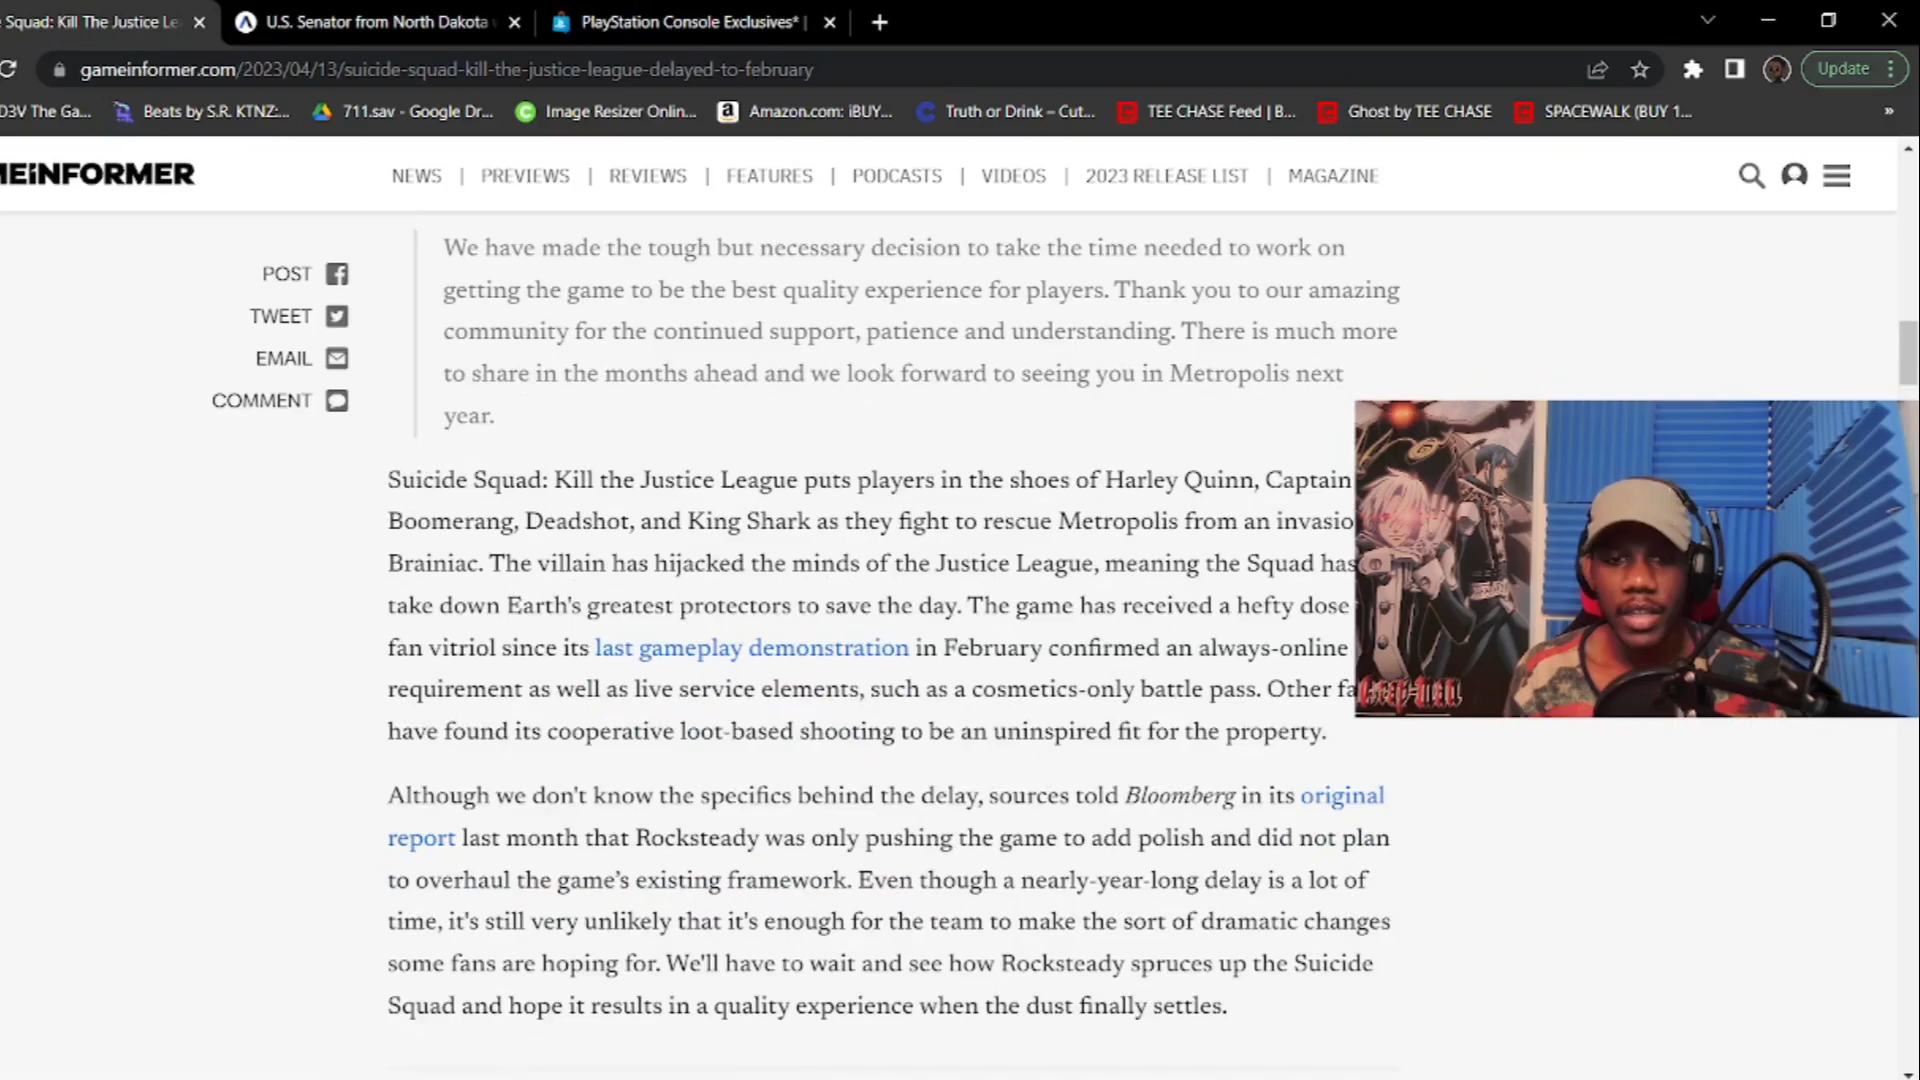 Squad: Kill The Justice Le
U.S. Senator from North Dakota
PlayStation Console Exclusives* |
gameinformer.com/2023/04/13/suicide-squad-kill-the-justice-league-delayed-to-february
Update
D3V The Ga...
Beats by S.R. KTNZ:...
711.sav - Google Dr...
Image Resizer Onlin...
Amazon.com: iBUY...
Truth or Drink – Cut...
TEE CHASE Feed | B...
Ghost by TEE CHASE
SPACEWALK (BUY 1...
»
MEINFORMER
NEWS | PREVIEWS | REVIEWS | FEATURES | PODCASTS | VIDEOS | 2023 RELEASE LIST | MAGAZINE
POST
TWEET
EMAIL
COMMENT
We have made the tough but necessary decision to take the time needed to work on
getting the game to be the best quality experience for players. Thank you to our amazing
community for the continued support, patience and understanding. There is much more
to share in the months ahead and we look forward to seeing you in Metropolis next
year.
Suicide Squad: Kill the Justice League puts players in the shoes of Harley Quinn, Captain
Boomerang, Deadshot, and King Shark as they fight to rescue Metropolis from an invasio
Brainiac. The villain has hijacked the minds of the Justice League, meaning the Squad has
take down Earth's greatest protectors to save the day. The game has received a hefty dose
fan vitriol since its last gameplay demonstration in February confirmed an always-online
requirement as well as live service elements, such as a cosmetics-only battle pass. Other fa
have found its cooperative loot-based shooting to be an uninspired fit for the property.
Although we don't know the specifics behind the delay, sources told Bloomberg in its original
report last month that Rocksteady was only pushing the game to add polish and did not plan
to overhaul the game’s existing framework. Even though a nearly-year-long delay is a lot of
time, it's still very unlikely that it's enough for the team to make the sort of dramatic changes
some fans are hoping for. We'll have to wait and see how Rocksteady spruces up the Suicide
Squad and hope it results in a quality experience when the dust finally settles.